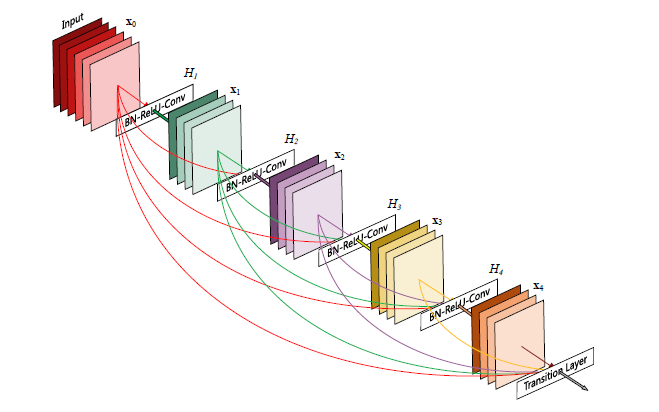 Input
x0
H1
BN-ReLU-Conv
x1
H2
BN-ReLU-Conv
x2
H3
BN-ReLU-Conv
x3
H4
BN-ReLU-Conv
x4
Transition Layer